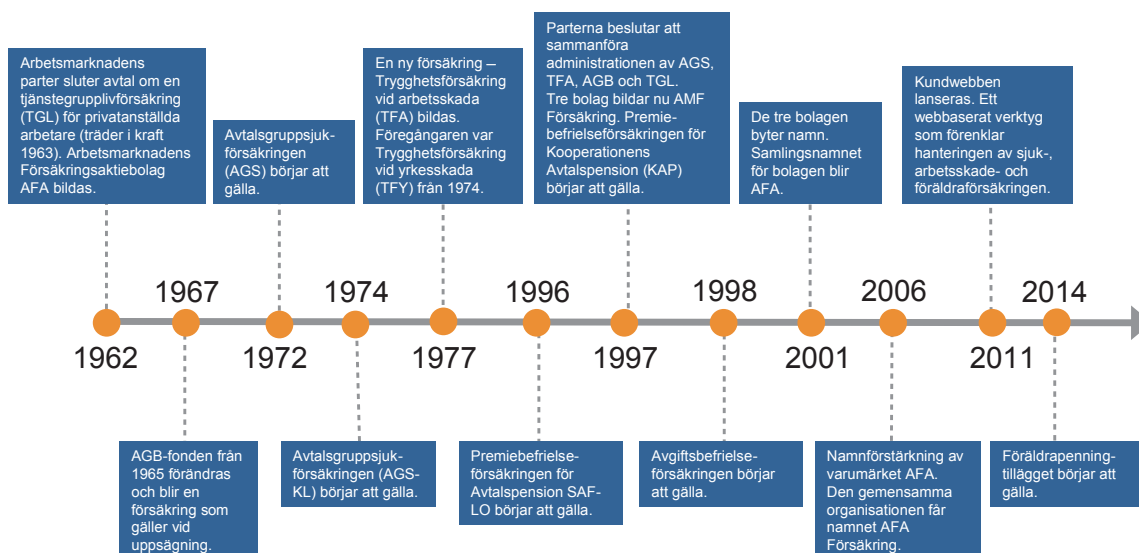 Arbetsmarknadens
parter sluter avtal om en
tjänstegrupplivförsäkring
(TGL) för privatanställda
arbetare (träder i kraft
1963). Arbetsmarknadens
Försäkringsaktiebolag
AFA bildas.
Avtalsgruppsjuk-
försäkringen
(AGS) börjar att
gälla.
En ny försäkring –
Trygghetsförsäkring
vid arbetsskada
(TFA) bildas.
Föregångaren var
Trygghetsförsäkring
vid yrkesskada
(TFY) från 1974.
Parterna beslutar att
sammanföra
administrationen av AGS,
TFA, AGB och TGL.
Tre bolag bildar nu AMF
Försäkring. Premie-
befrielseförsäkringen för
Kooperationens
Avtalspension (KAP)
börjar att gälla.
De tre bolagen
byter namn.
Samlingsnamnet
för bolagen blir
AFA.
Kundwebben
lanseras. Ett
webbaserat verktyg
som förenklar
hanteringen av sjuk-,
arbetsskade- och
föräldraförsäkringen.
1967
1974
1996
1998
2006
2014
1962
1972
1977
1997
2001
2011
AGB-fonden från
1965 förändras
och blir en
försäkring som
gäller vid
uppsägning.
Avtalsgruppsjuk-
försäkringen (AGS-
KL) börjar att gälla.
Premiebefrielse-
försäkringen för
Avtalspension SAF-
LO börjar att gälla.
Avgiftsbefrielse-
försäkringen börjar
att gälla.
Namnförstärkning av
varumärket AFA.
Den gemensamma
organisationen får
namnet AFA
Försäkring.
Föräldrapenning-
tillägget börjar att
gälla.